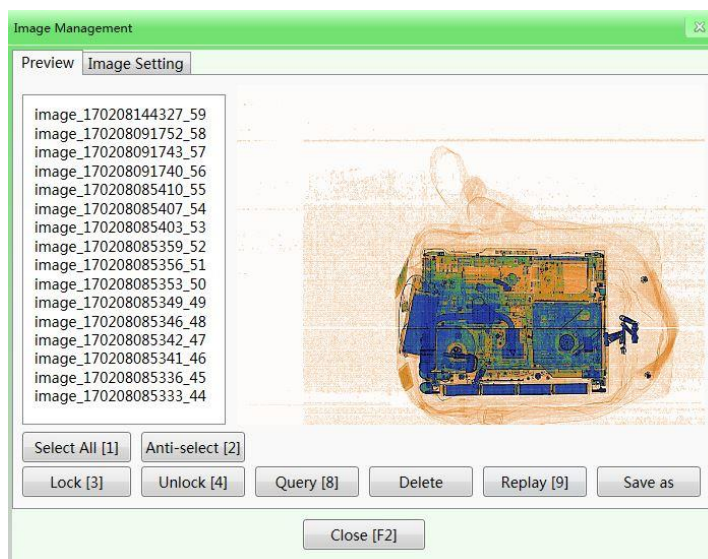 Image Management
Preview Image Setting
image_170208144327_59
image_170208091752_58
image_170208091743_57
image_170208091740_56
image_170208085410_55
image_170208085407_54
image_170208085403_53
image_170208085359_52
image_170208085356_51
image_170208085353_50
image_170208085349_49
image_170208085346_48
image_170208085342_47
image_170208085341_46
image_170208085336_45
image_170208085333_44
Select All [1] Anti-select [2]
Lock [3] Unlock [4] Query [8] Delete Replay [9] Save as
Close [F2]